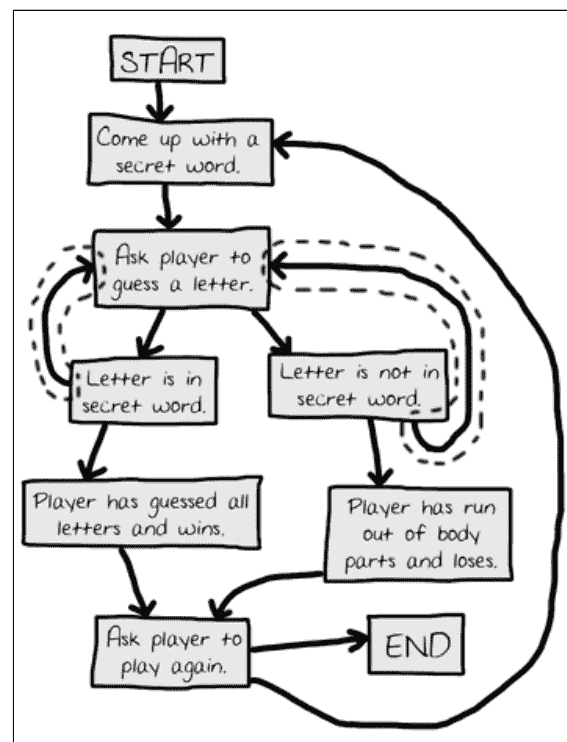 START
Come up with a
secret word.
Ask player to
guess a letter.
Letter is in
secret word.
Letter is not in
secret word.
Player has guessed all
letters and wins.
Player has run
out of body
parts and loses.
Ask player to
play again.
END